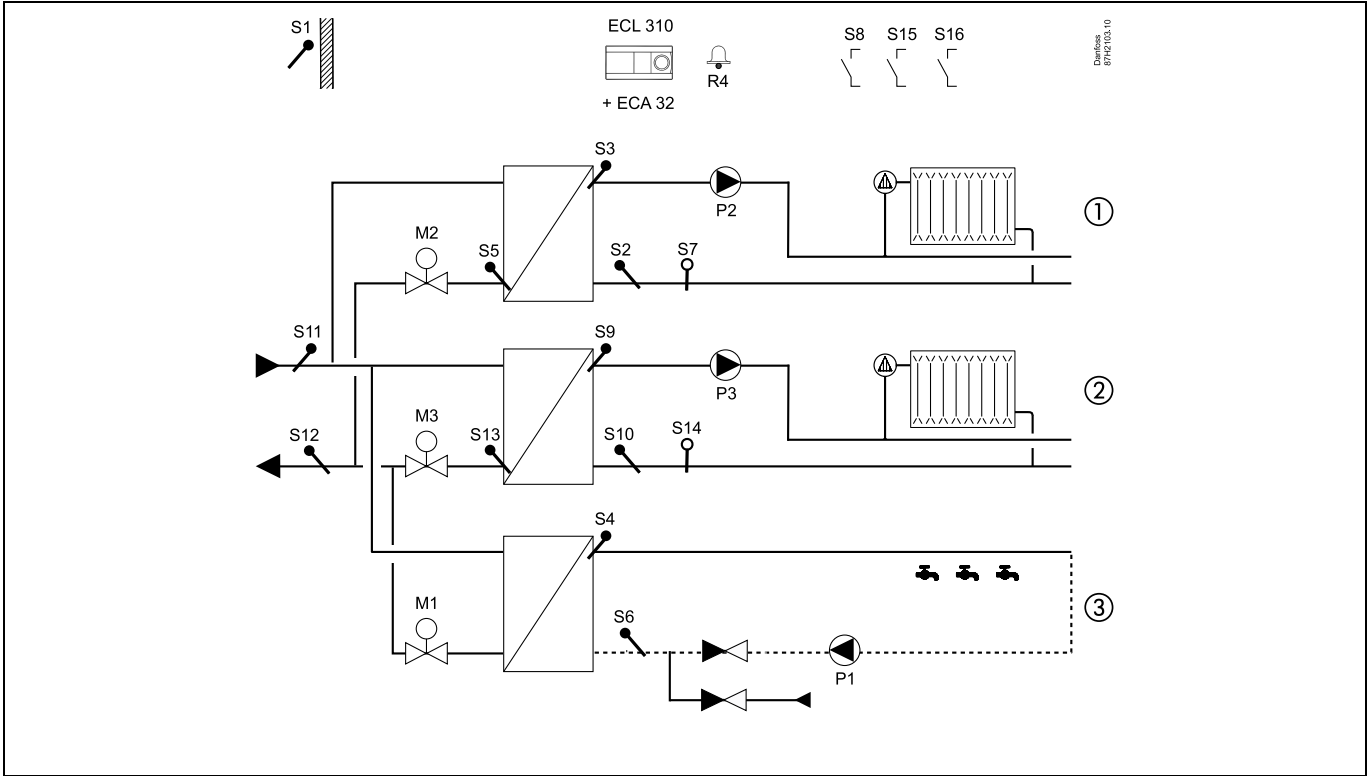 S1
ECL 310
+ ECA 32
R4
S8 S15 S16
Danfoss
87H2103.10
S3
P2
M2
S5
S2
S7
①
S11
S9
P3
M3
S12
S13
S10
S14
②
S4
M1
S6
P1
③